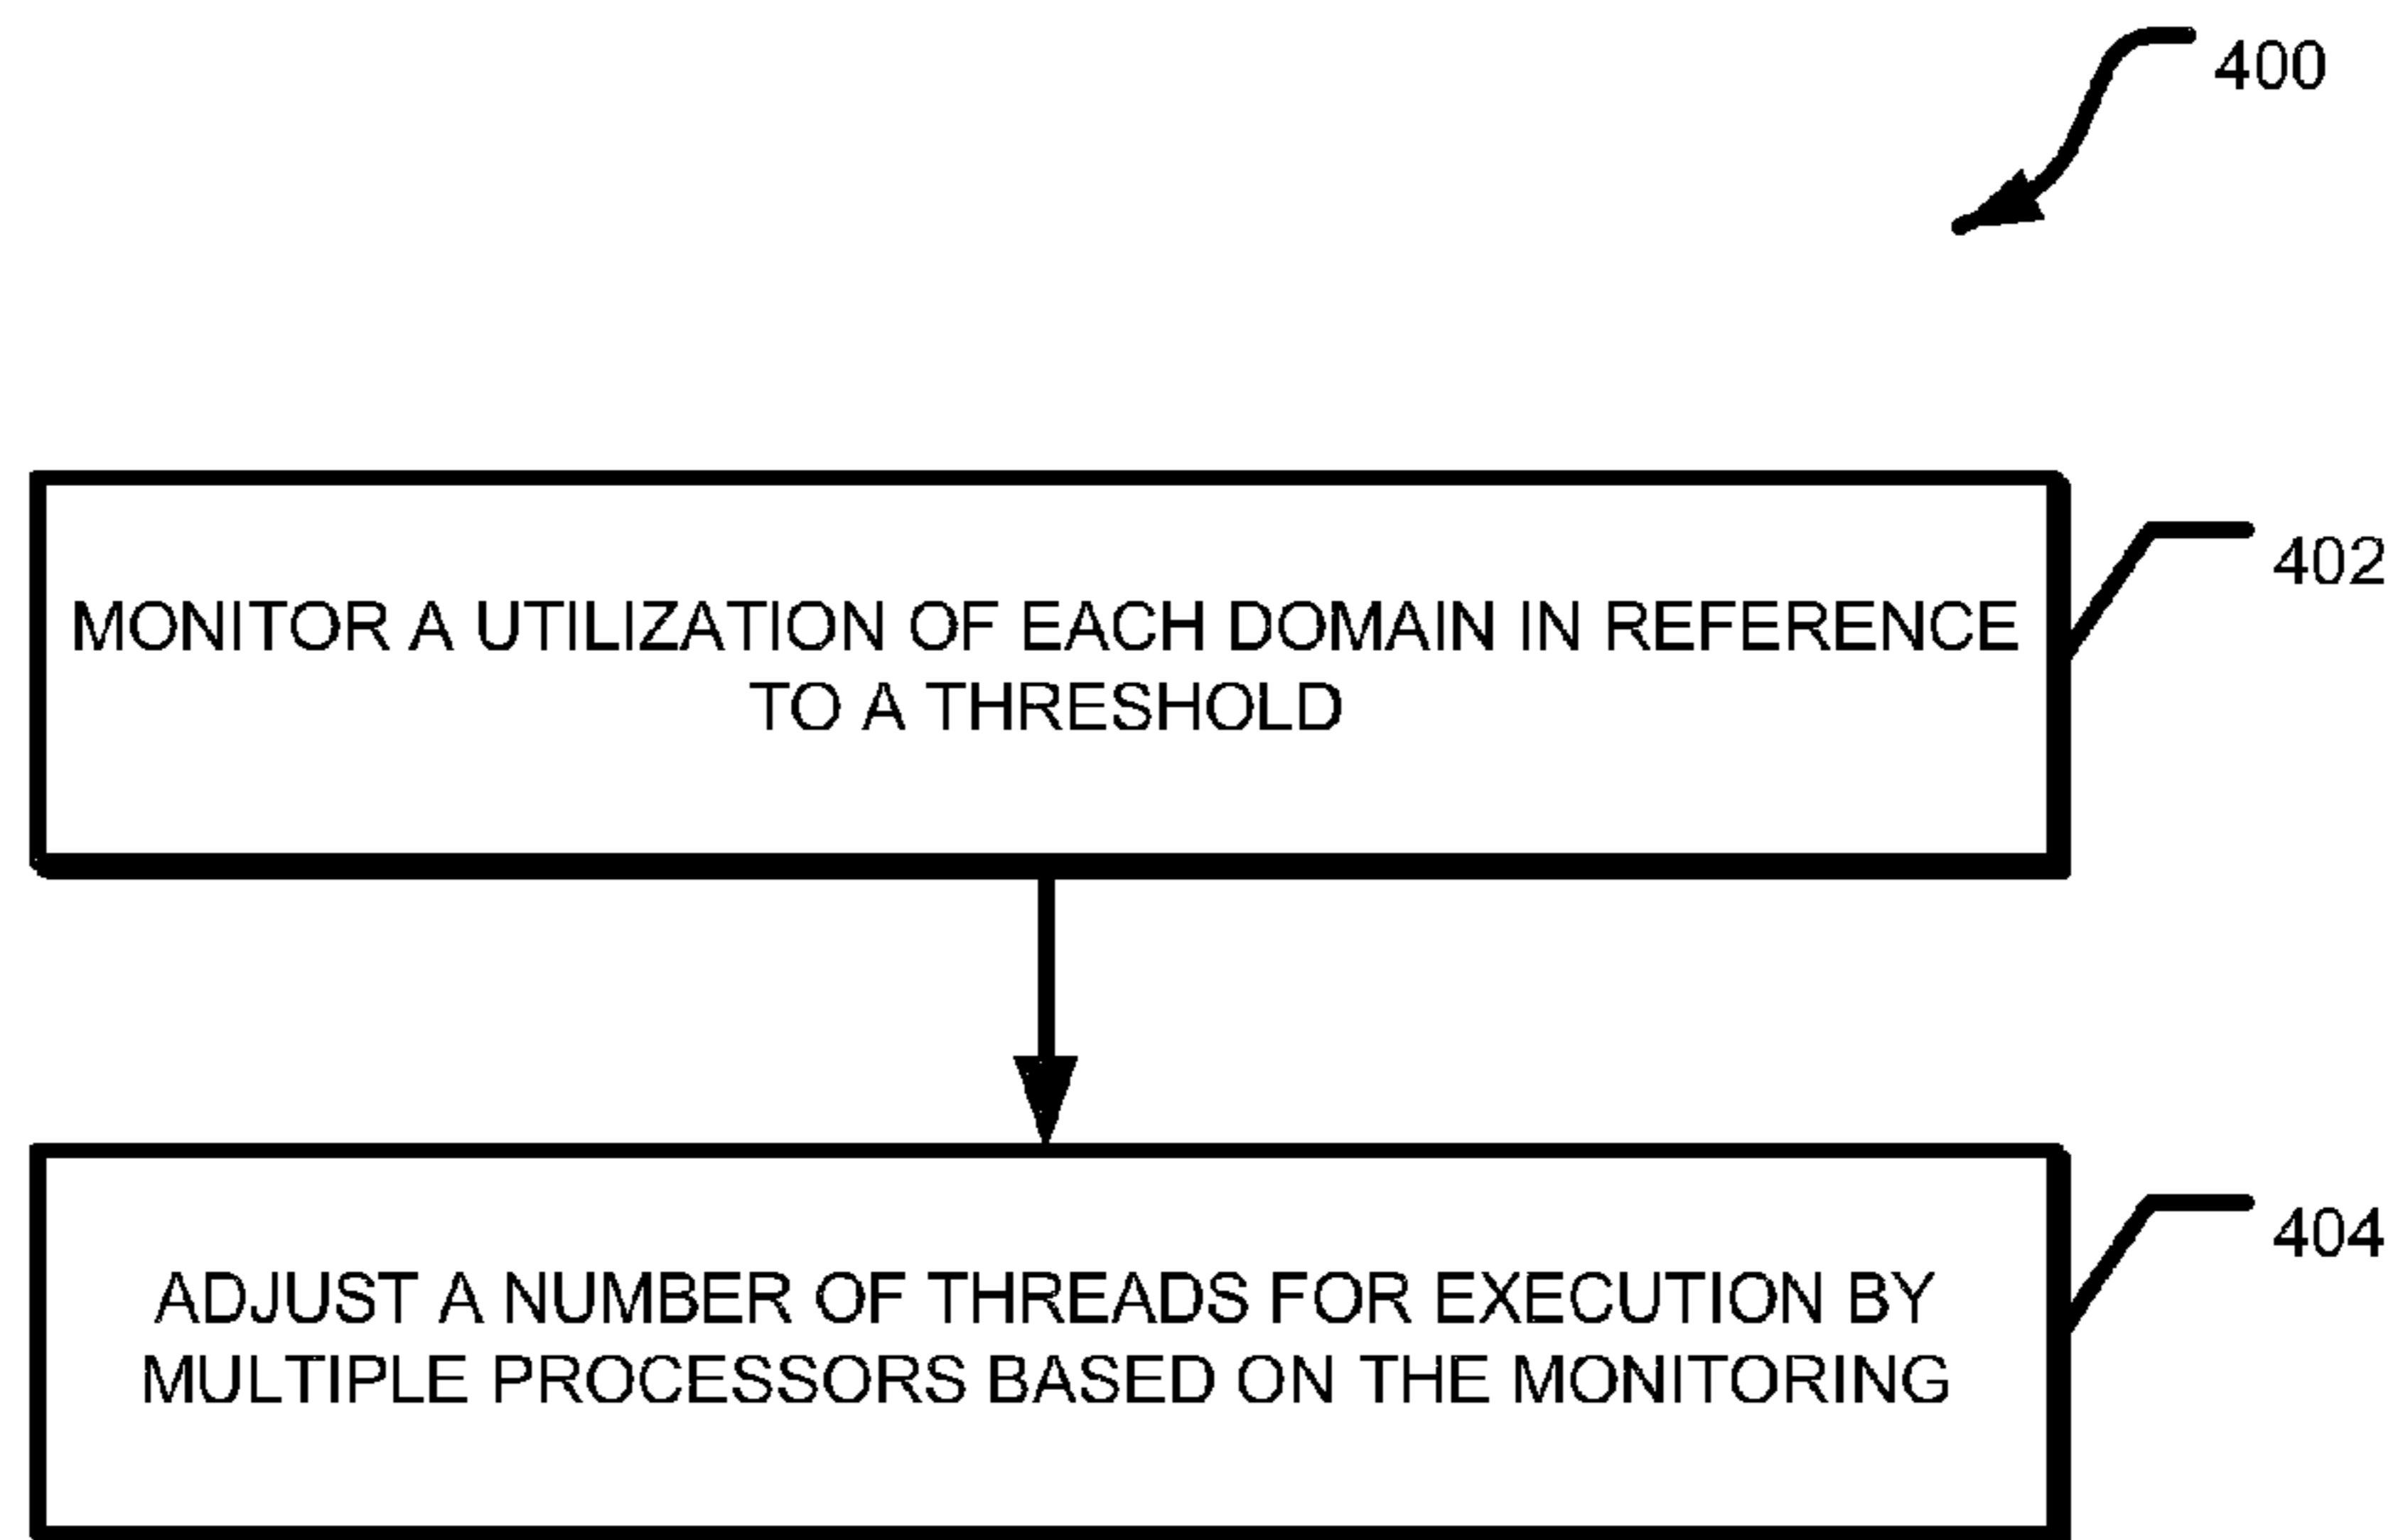 400
402
MONITOR A UTILIZATION OF EACH DOMAIN IN REFERENCE
TO A THRESHOLD
404
ADJUST A NUMBER OF THREADS FOR EXECUTION BY
MULTIPLE PROCESSORS BASED ON THE MONITORING